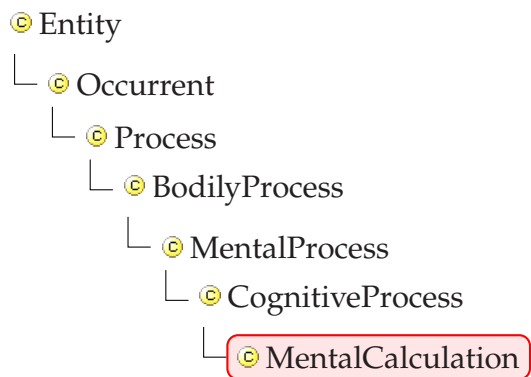 © Entity
© Occurrent
© Process
© BodilyProcess
© MentalProcess
© CognitiveProcess
© MentalCalculation